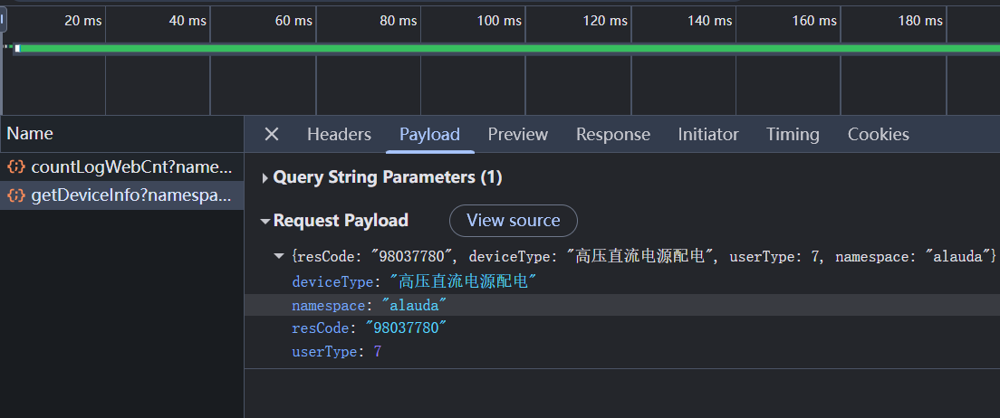 20 ms 40 ms 60 ms 80 ms 100 ms 120 ms 140 ms 160 ms 180 ms
Name
Headers Payload Preview Response Initiator Timing Cookies
countLogWebCnt?name...
getDeviceInfo?namespa...
Query String Parameters (1)
Request Payload View source
{resCode: "98037780", deviceType: "高压直流电源配电", userType: 7, namespace: "alauda"}
deviceType: "高压直流电源配电"
namespace: "alauda"
resCode: "98037780"
userType: 7